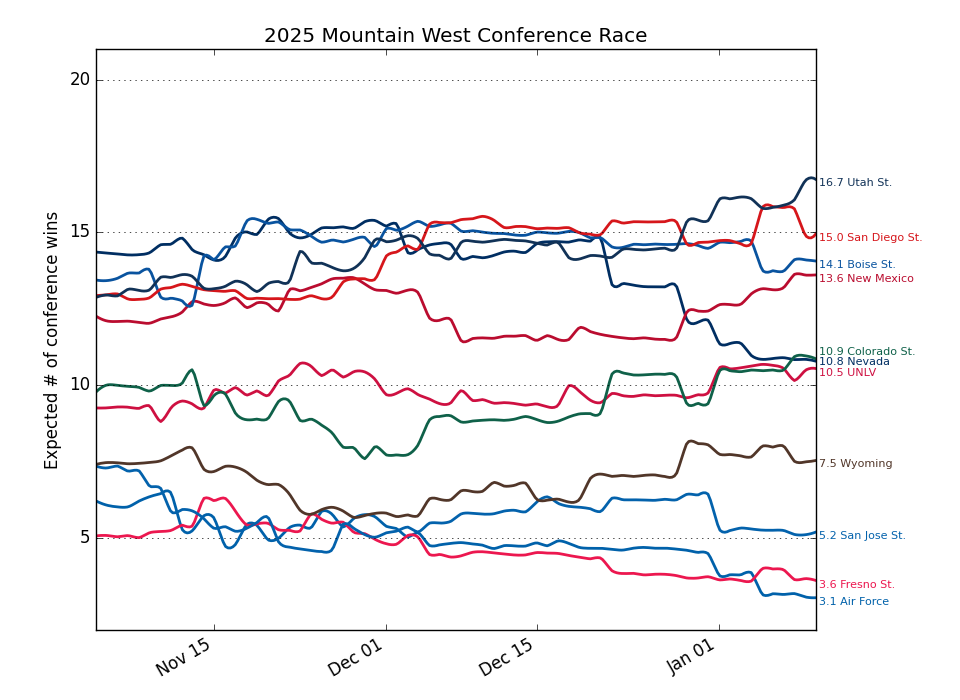 2025 Mountain West Conference Race
Expected # of conference wins
20
15
10
5
Nov 15
Dec 01
Dec 15
Jan 01
16.7 Utah St.
15.0 San Diego St.
14.1 Boise St.
13.6 New Mexico
10.9 Colorado St.
10.8 Nevada
10.5 UNLV
7.5 Wyoming
5.2 San Jose St.
3.6 Fresno St.
3.1 Air Force